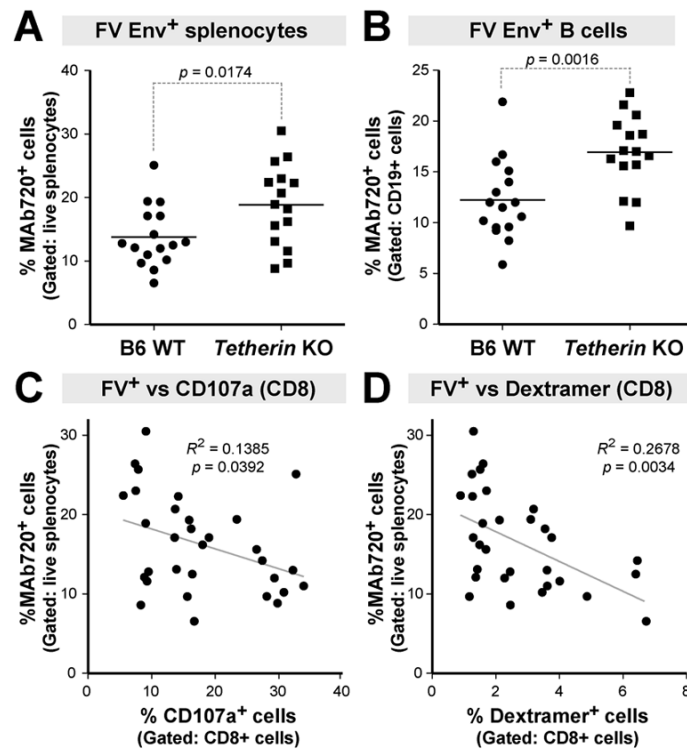 A
FV Env+ splenocytes
p = 0.0174
% MAb720+ cells
(Gated: live splenocytes)
40
30
20
10
0
B6 WT
Tetherin KO
B
FV Env+ B cells
p = 0.0016
% MAb720+ cells
(Gated: CD19+ cells)
25
20
15
10
5
0
B6 WT
Tetherin KO
C
FV+ vs CD107a (CD8)
R2 = 0.1385
p = 0.0392
%MAb720+ cells
(Gated: live splenocytes)
30
20
10
0
0
10
20
30
40
% CD107a+ cells
(Gated: CD8+ cells)
D
FV+ vs Dextramer (CD8)
R2 = 0.2678
p = 0.0034
%MAb720+ cells
(Gated: live splenocytes)
30
20
10
0
0
2
4
6
8
% Dextramer+ cells
(Gated: CD8+ cells)